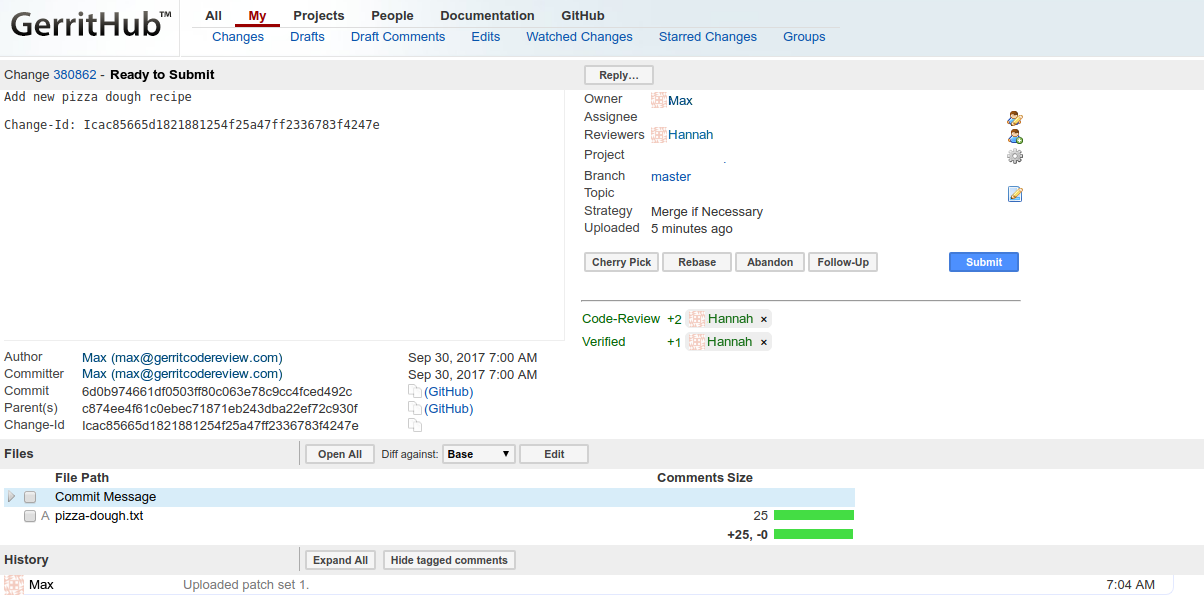 GerritHub™
All My Projects People Documentation GitHub
Changes Drafts Draft Comments Edits Watched Changes Starred Changes Groups
Change 380862 - Ready to Submit
Reply…
Add new pizza dough recipe
Change-Id: Icac85665d1821881254f25a47ff2336783f4247e
Owner Max
Assignee
Reviewers Hannah
Project
Branch master
Topic
Strategy Merge if Necessary
Uploaded 5 minutes ago
Cherry Pick Rebase Abandon Follow-Up Submit
Code-Review +2 Hannah ×
Verified +1 Hannah ×
Author Max (max@gerritcodereview.com) Sep 30, 2017 7:00 AM
Committer Max (max@gerritcodereview.com) Sep 30, 2017 7:00 AM
Commit 6d0b974661df0503ff80c063e78c9cc4fced492c (GitHub)
Parent(s) c874ee4f61c0ebec71871eb243dba22ef72c930f (GitHub)
Change-Id Icac85665d1821881254f25a47ff2336783f4247e
Files Open All Diff against: Base Edit
File Path Comments Size
Commit Message
A pizza-dough.txt 25
+25, -0
History Expand All Hide tagged comments
Max Uploaded patch set 1. 7:04 AM